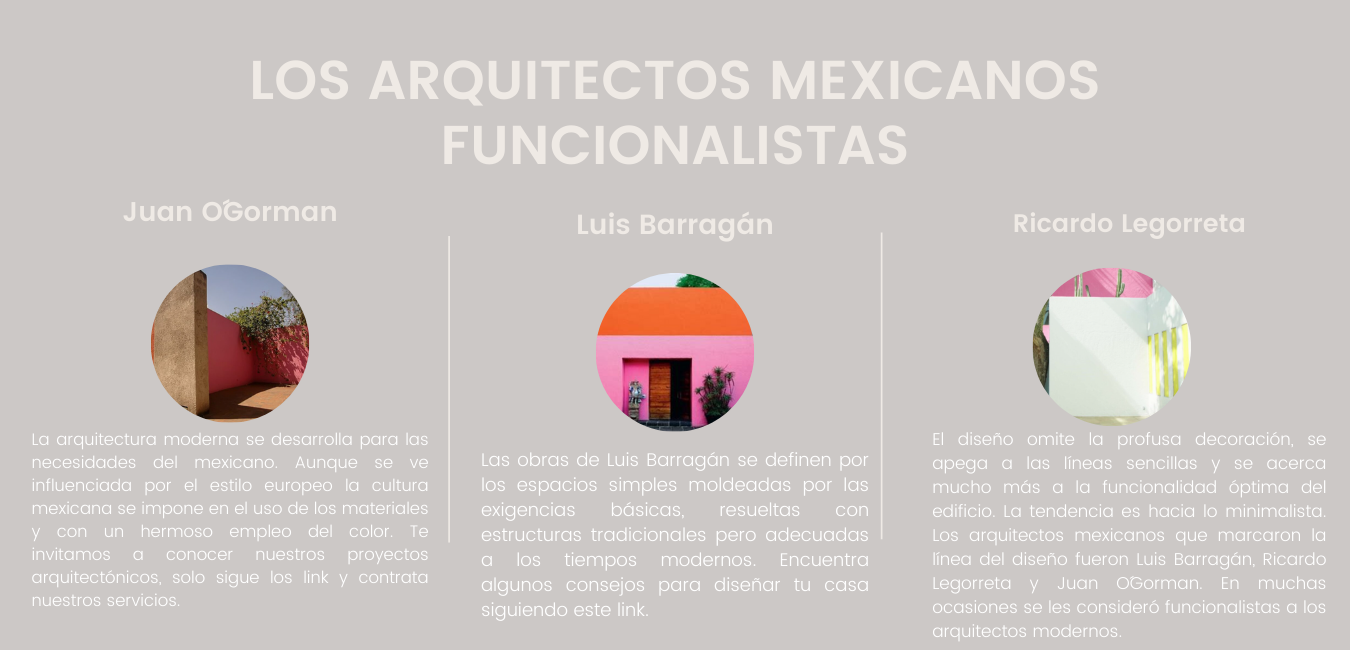 LOS ARQUITECTOS MEXICANOS
FUNCIONALISTAS
Juan O´Gorman
La arquitectura moderna se desarrolla para las
necesidades del mexicano. Aunque se ve
influenciada por el estilo europeo la cultura
mexicana se impone en el uso de los materiales
y con un hermoso empleo del color. Te
invitamos a conocer nuestros proyectos
arquitectónicos, solo sigue los link y contrata
nuestros servicios.
Luis Barragán
Las obras de Luis Barragán se definen por
los espacios simples moldeadas por las
exigencias básicas, resueltas con
estructuras tradicionales pero adecuadas
a los tiempos modernos. Encuentra
algunos consejos para diseñar tu casa
siguiendo este link.
Ricardo Legorreta
El diseño omite la profusa decoración, se
apega a las líneas sencillas y se acerca
mucho más a la funcionalidad óptima del
edificio. La tendencia es hacia lo minimalista.
Los arquitectos mexicanos que marcaron la
línea del diseño fueron Luis Barragán, Ricardo
Legorreta y Juan O´Gorman. En muchas
ocasiones se les consideró funcionalistas a los
arquitectos modernos.